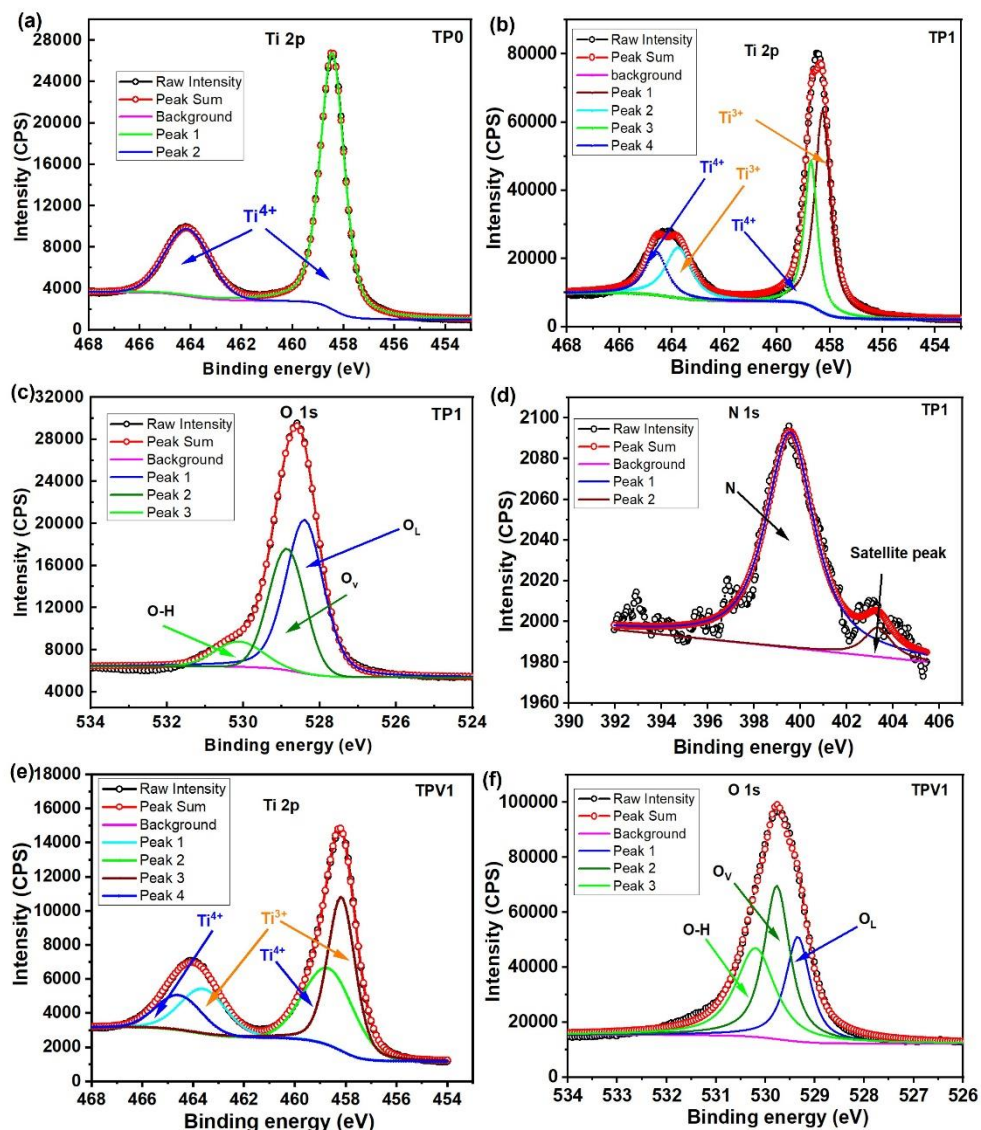 (a)
Ti 2p
TP0
Raw Intensity
Peak Sum
Background
Peak 1
Peak 2
Ti4+
Intensity (CPS)
28000
24000
20000
16000
12000
8000
4000
0
468 466 464 462 460 458 456 454
Binding energy (eV)
(b)
Ti 2p
TP1
Raw Intensity
Peak Sum
background
Peak 1
Peak 2
Peak 3
Peak 4
Ti3+
Ti4+
Ti3+
Ti4+
Intensity (CPS)
80000
60000
40000
20000
0
468 466 464 462 460 458 456 454
Binding energy (eV)
(c)
O 1s
TP1
Raw Intensity
Peak Sum
Background
Peak 1
Peak 2
Peak 3
OL
Ov
O-H
Intensity (CPS)
32000
28000
24000
20000
16000
12000
8000
4000
534 532 530 528 526 524
Binding energy (eV)
(d)
N 1s
TP1
Raw Intensity
Peak Sum
Background
Peak 1
Peak 2
N
Satellite peak
Intensity (CPS)
2100
2080
2060
2040
2020
2000
1980
1960
390 392 394 396 398 400 402 404 406
Binding energy (eV)
(e)
Ti 2p
TPV1
Raw Intensity
Peak Sum
Background
Peak 1
Peak 2
Peak 3
Peak 4
Ti4+
Ti3+
Ti4+
Intensity (CPS)
18000
16000
14000
12000
10000
8000
6000
4000
2000
0
468 466 464 462 460 458 456 454
Binding energy (eV)
(f)
O 1s
TPV1
Raw Intensity
Peak Sum
Background
Peak 1
Peak 2
Peak 3
OV
OL
O-H
Intensity (CPS)
100000
80000
60000
40000
20000
0
534 533 532 531 530 529 528 527 526
Binding energy (eV)